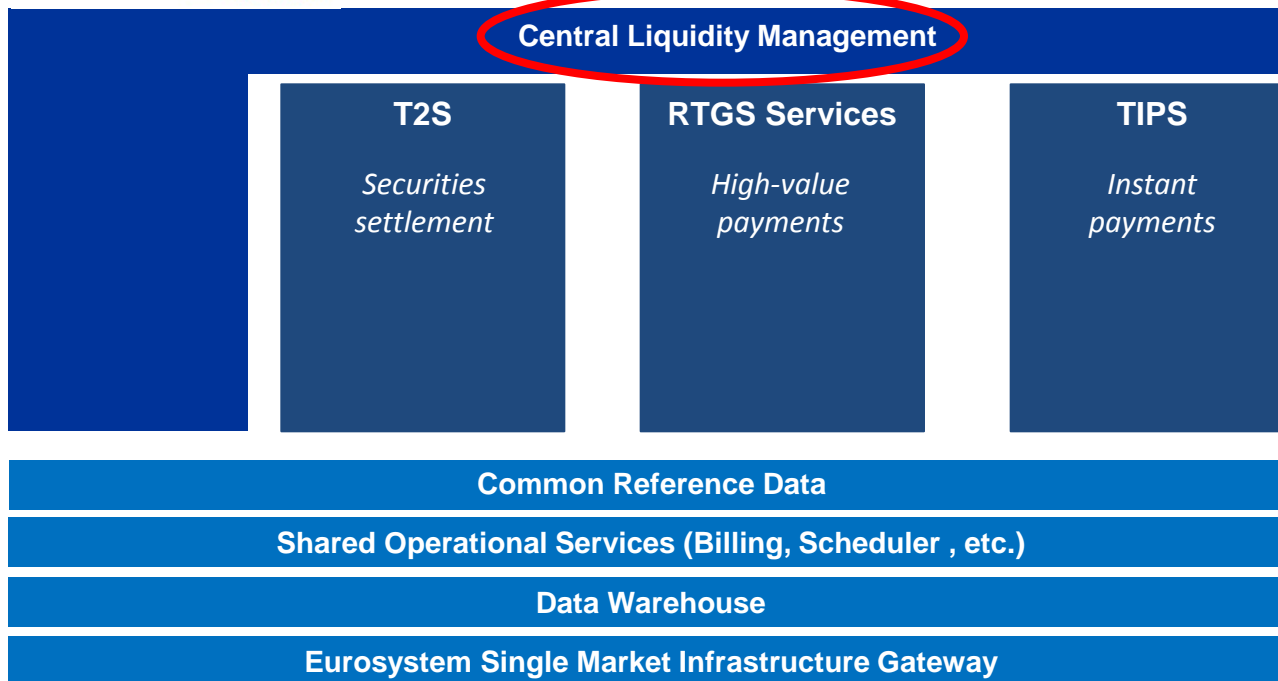 Central Liquidity Management
T2S
Securities
settlement
RTGS Services
High-value
payments
TIPS
Instant
payments
Common Reference Data
Shared Operational Services (Billing, Scheduler , etc.)
Data Warehouse
Eurosystem Single Market Infrastructure Gateway